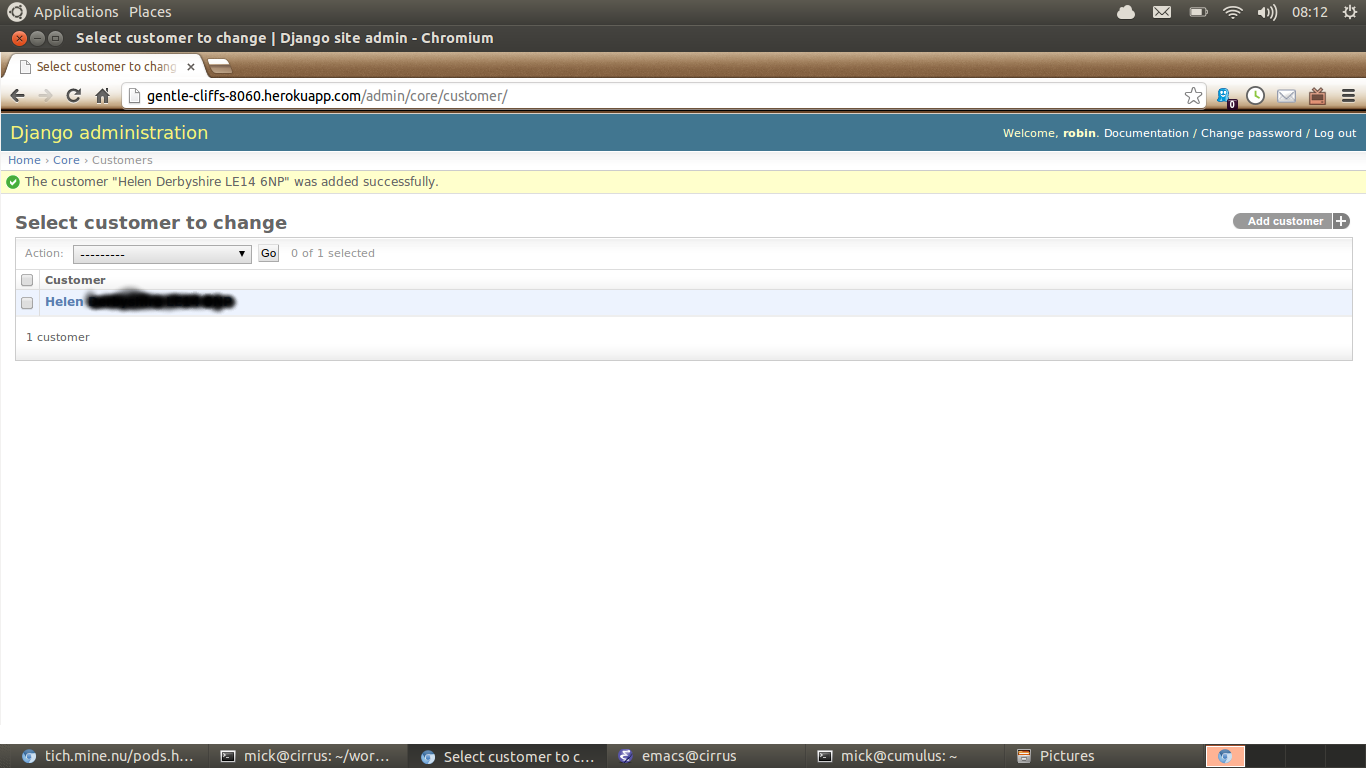 Applications Places 08:12
Select customer to change | Django site admin - Chromium
Select customer to chang
gentle-cliffs-8060.herokuapp.com/admin/core/customer/
0
Django administration
Welcome, robin. Documentation / Change password / Log out
Home › Core › Customers
The customer "Helen Derbyshire LE14 6NP" was added successfully.
Select customer to change
Add customer
Action: --------- Go 0 of 1 selected
Customer
Helen
1 customer
tich.mine.nu/pods.h... mick@cirrus: ~/wor... Select customer to c... emacs@cirrus mick@cumulus: ~ Pictures